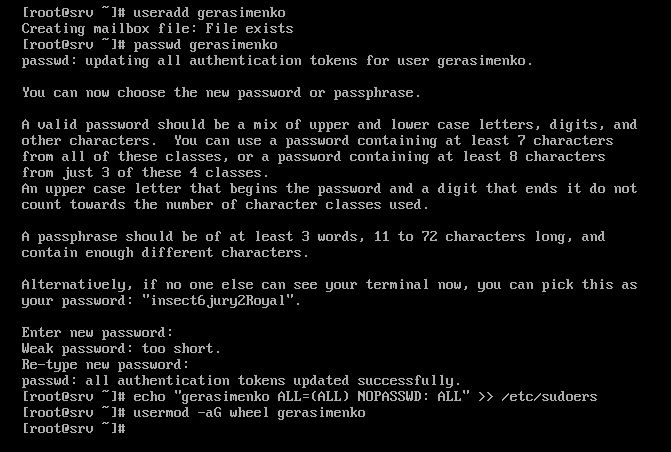 [root@srv ~]# useradd gerasimenko
Creating mailbox file: File exists
[root@srv ~]# passwd gerasimenko
passwd: updating all authentication tokens for user gerasimenko.

You can now choose the new password or passphrase.

A valid password should be a mix of upper and lower case letters, digits, and
other characters.  You can use a password containing at least 7 characters
from all of these classes, or a password containing at least 8 characters
from just 3 of these 4 classes.
An upper case letter that begins the password and a digit that ends it do not
count towards the number of character classes used.

A passphrase should be of at least 3 words, 11 to 72 characters long, and
contain enough different characters.

Alternatively, if no one else can see your terminal now, you can pick this as
your password: "insect6jury2Royal".

Enter new password:
Weak password: too short.
Re-type new password:
passwd: all authentication tokens updated successfully.
[root@srv ~]# echo "gerasimenko ALL=(ALL) NOPASSWD: ALL" >> /etc/sudoers
[root@srv ~]# usermod -aG wheel gerasimenko
[root@srv ~]#